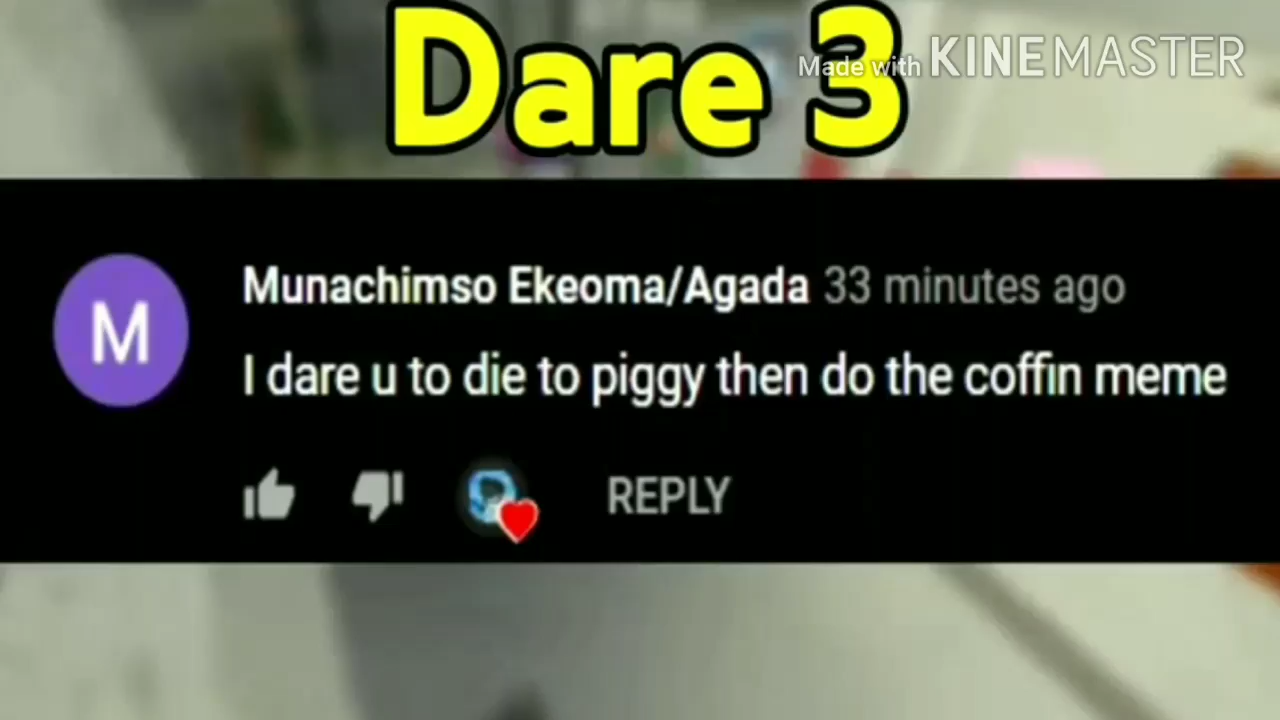 Dare 3
Made with KINEMASTER
M
Munachimso Ekeoma/Agada 33 minutes ago
I dare u to die to piggy then do the coffin meme
REPLY